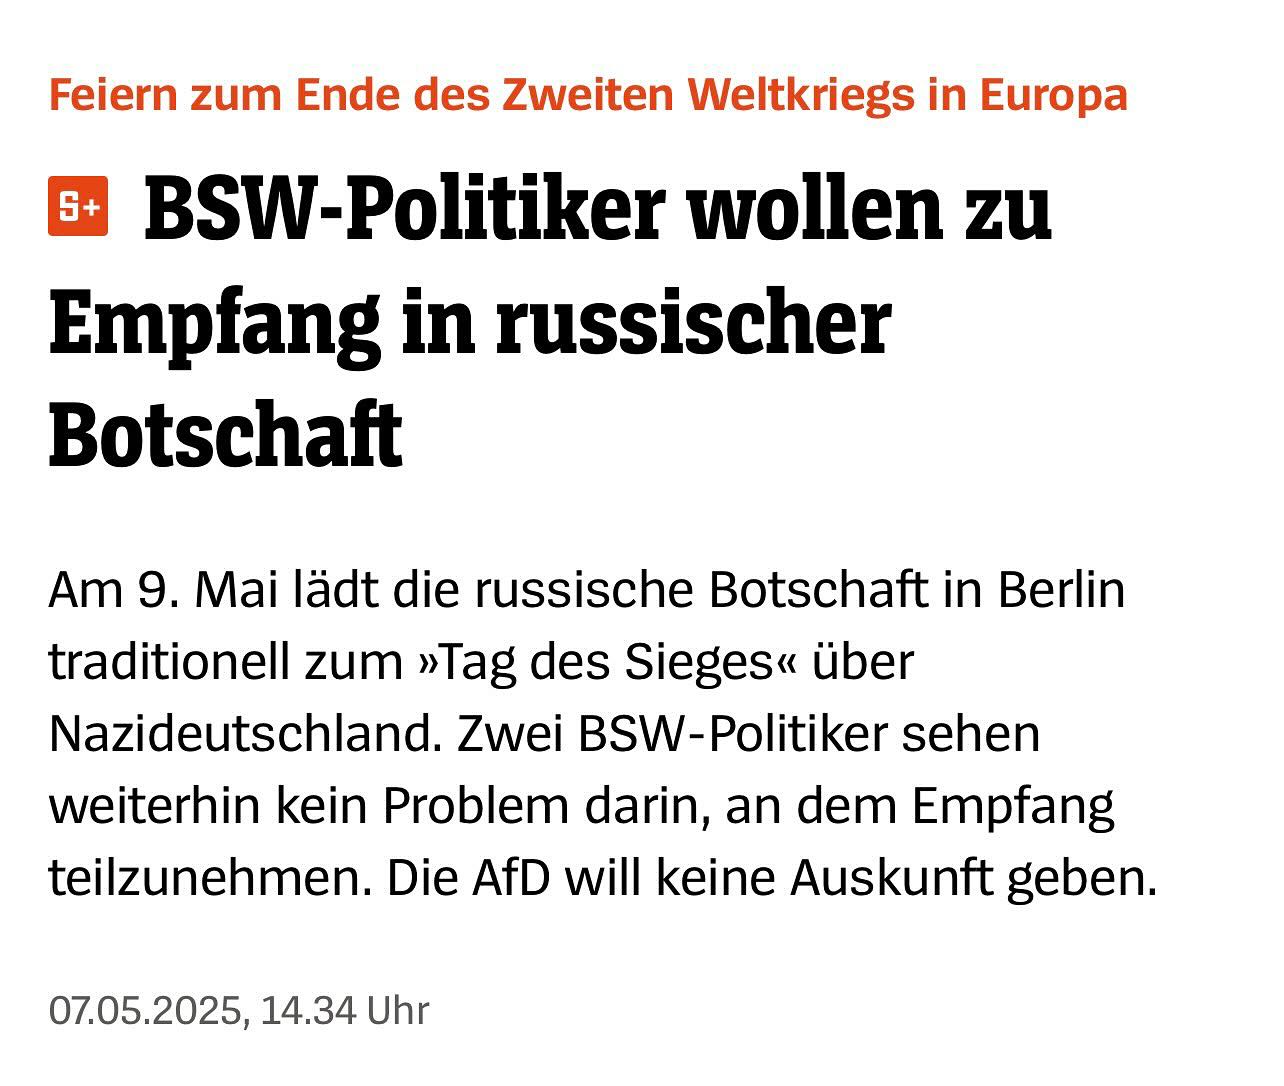 Feiern zum Ende des Zweiten Weltkriegs in Europa
S+ BSW-Politiker wollen zu
Empfang in russischer
Botschaft
Am 9. Mai lädt die russische Botschaft in Berlin
traditionell zum »Tag des Sieges« über
Nazideutschland. Zwei BSW-Politiker sehen
weiterhin kein Problem darin, an dem Empfang
teilzunehmen. Die AfD will keine Auskunft geben.
07.05.2025, 14.34 Uhr